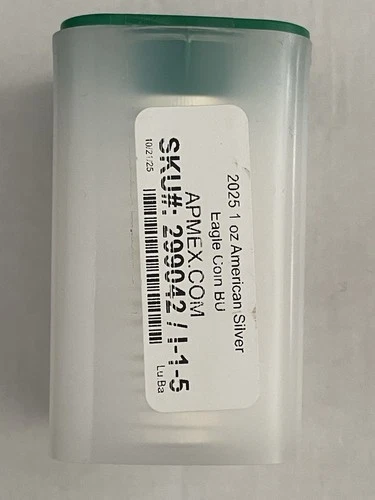 2025 1 oz American Silver
Eagle Coin BU
APMEX.COM
SKU#: 299042 / I-1-5
10/21/25
Lu Ba